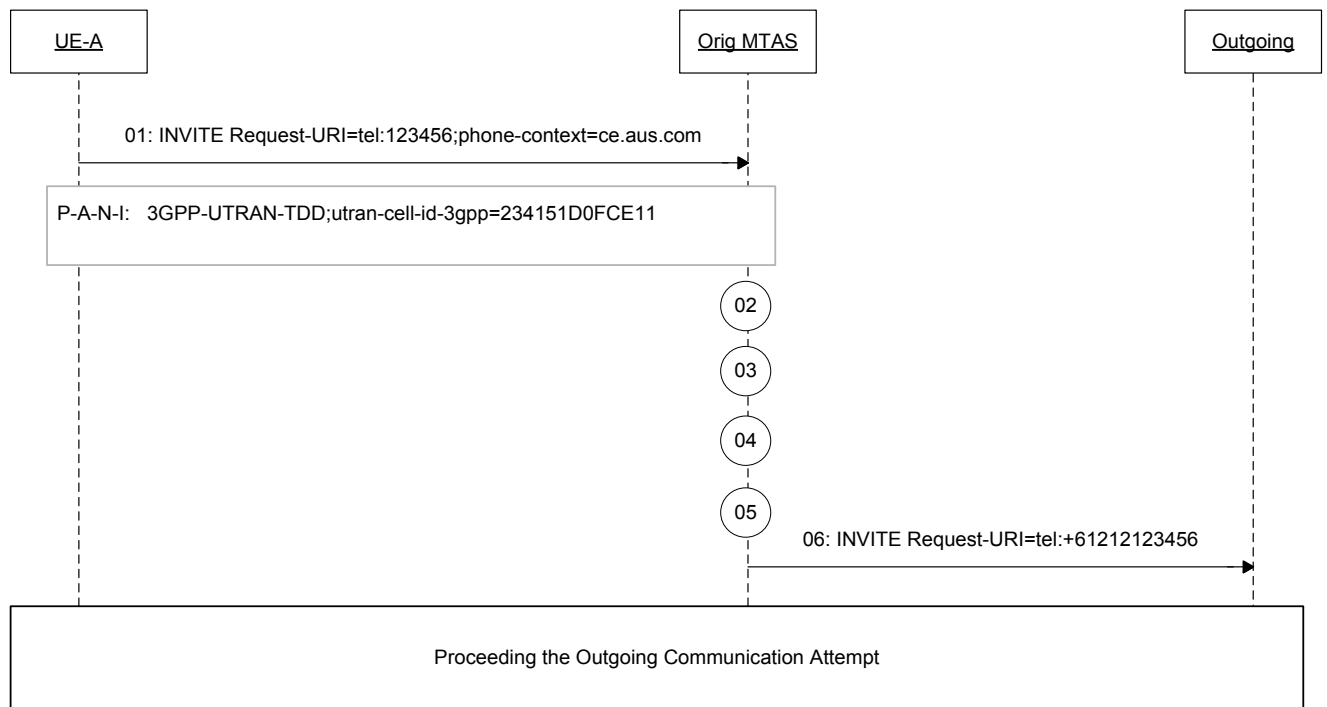 UE-A
Orig MTAS
Outgoing
01: INVITE Request-URI=tel:123456;phone-context=ce.aus.com
P-A-N-I: 3GPP-UTRAN-TDD;utran-cell-id-3gpp=234151D0FCE11
02
03
04
05
06: INVITE Request-URI=tel:+61212123456
Proceeding the Outgoing Communication Attempt